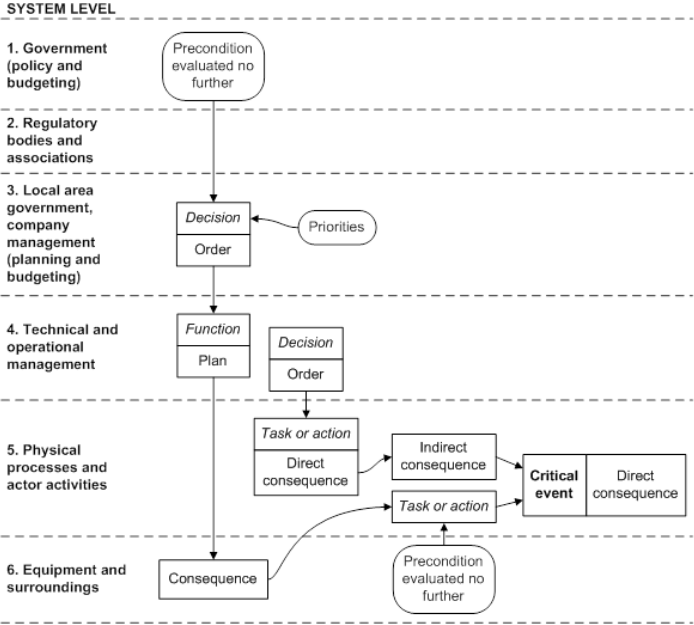 SYSTEM LEVEL
1. Government
(policy and
budgeting)
Precondition
evaluated no
further
2. Regulatory
bodies and
associations
3. Local area
government,
company
management
(planning and
budgeting)
Decision
Order
Priorities
4. Technical and
operational
management
Function
Plan
Decision
Order
5. Physical
processes and
actor activities
Task or action
Direct
consequence
Indirect
consequence
Task or action
Critical
event
Direct
consequence
6. Equipment and
surroundings
Consequence
Precondition
evaluated no
further